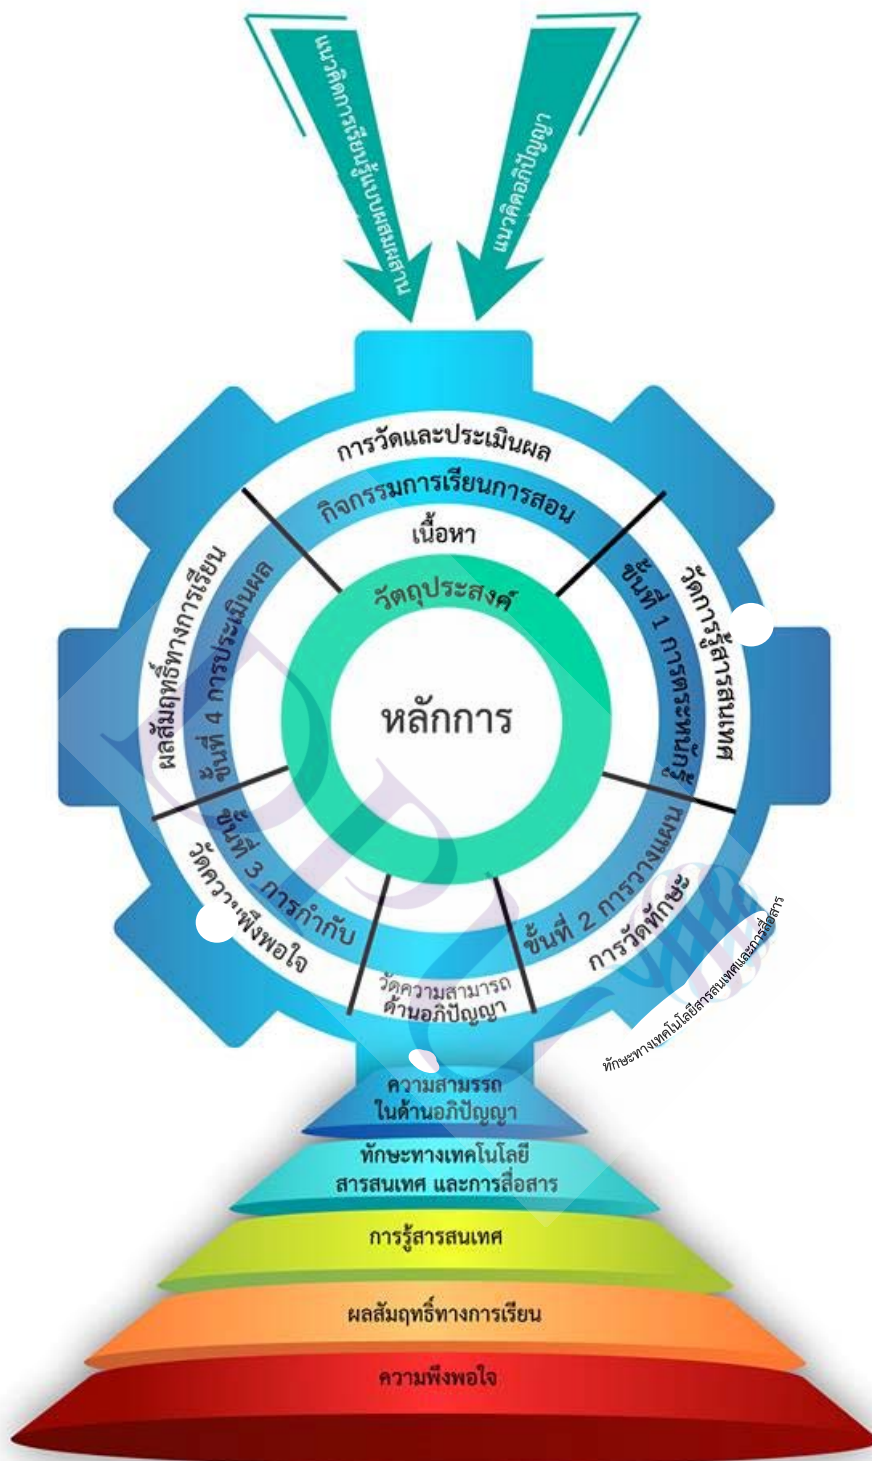 แนวคิดการเรียนรู้แบบผสมผสาน
แนวคิดอภิปัญญา
การวัดและประเมินผล
กิจกรรมการเรียนการสอน
เนื้อหา
วัตถุประสงค์
หลักการ
วัดการรู้สารสนเทศ
ขั้นที่ 1 การตระหนักรู้
ขั้นที่ 2 การวางแผน
การวัดทักษะ
ทักษะทางเทคโนโลยีสารสนเทศและการสื่อสาร
วัดความสามารถ
ด้านอภิปัญญา
ขั้นที่ 3 การกำกับ
วัดความพึงพอใจ
ขั้นที่ 4 การประเมินผล
ผลสัมฤทธิ์ทางการเรียน
ความสามรรถ
ในด้านอภิปัญญา
ทักษะทางเทคโนโลยี
สารสนเทศ และการสื่อสาร
การรู้สารสนเทศ
ผลสัมฤทธิ์ทางการเรียน
ความพึงพอใจ
DPU